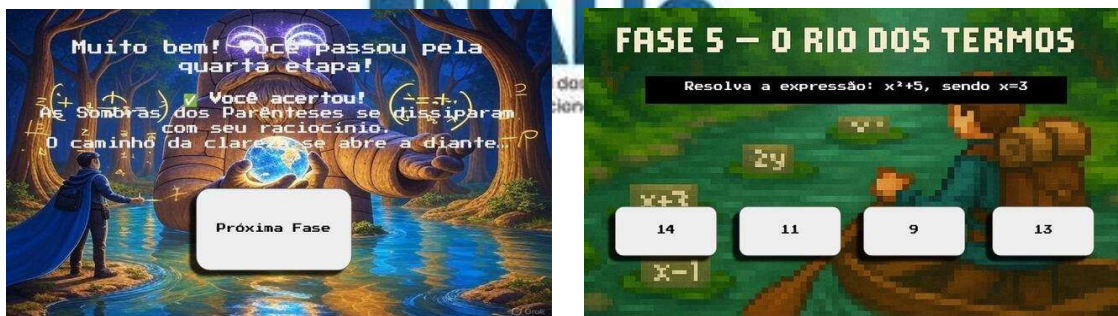 Muito bem! Você passou pela
quarta etapa!
✅ Você acertou!
As Sombras dos Parênteses se dissiparam
com seu raciocínio.
O caminho da clareza se abre a diante…
Próxima Fase
FASE 5 – O RIO DOS TERMOS
Resolva a expressão: x²+5, sendo x=3
2y
x+3
14
11
9
13
x-1